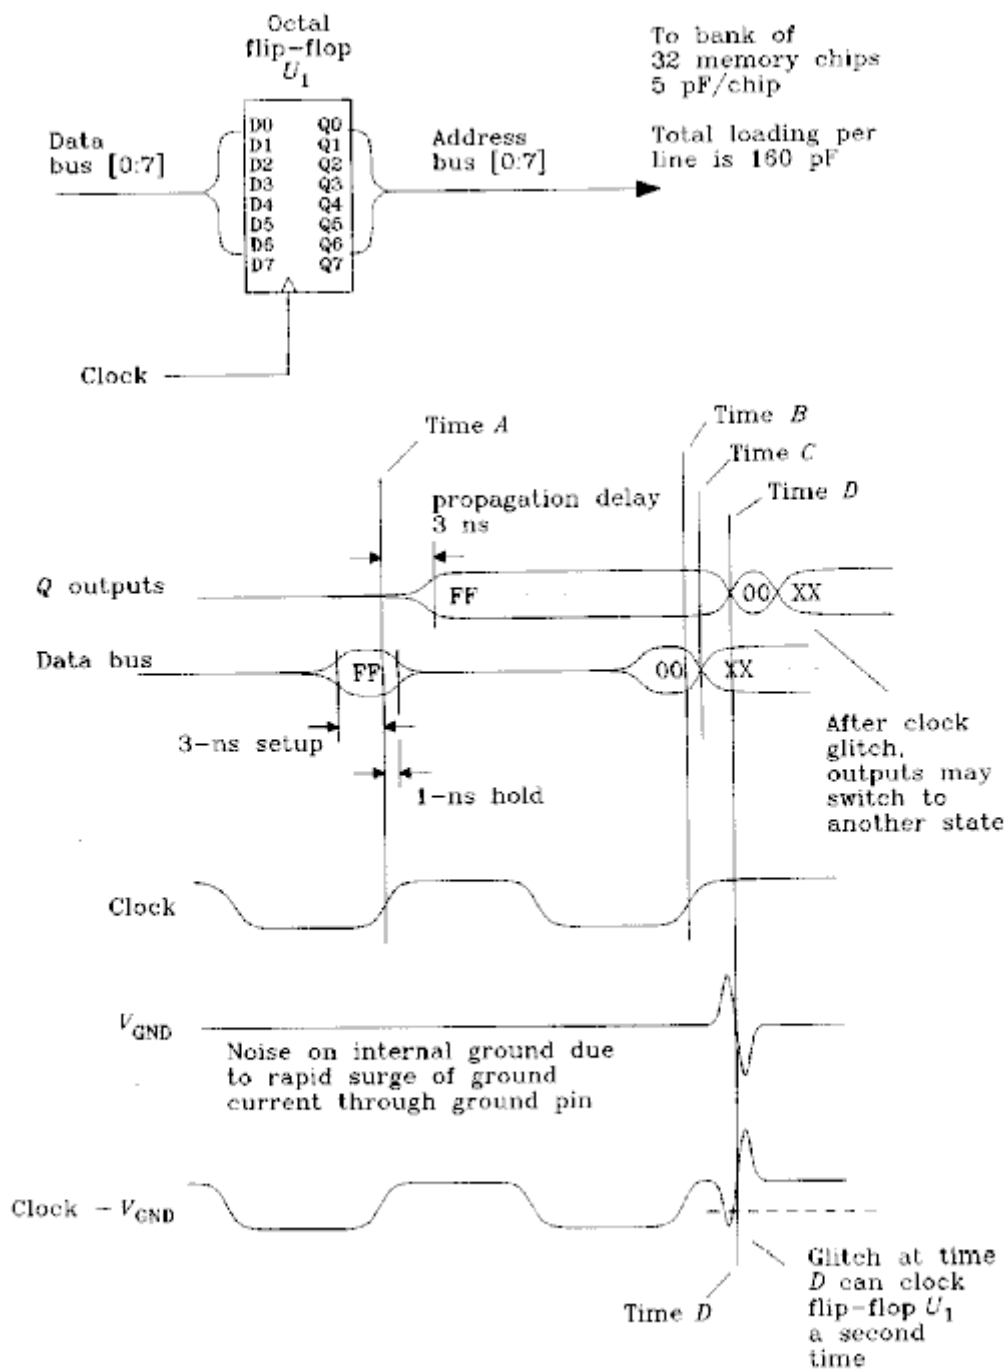 Octal
flip-flop
U1
To bank of
32 memory chips
5 pF/chip
Total loading per
line is 160 pF
Data
bus [0:7]
Address
bus [0:7]
D0 Q0
D1 Q1
D2 Q2
D3 Q3
D4 Q4
D5 Q5
D6 Q6
D7 Q7
Clock
Time A
Time B
Time C
Time D
propagation delay
3 ns
Q outputs
FF
00
XX
Data bus
FF
00
XX
3-ns setup
1-ns hold
After clock
glitch,
outputs may
switch to
another state
Clock
VGND
Noise on internal ground due
to rapid surge of ground
current through ground pin
Clock - VGND
Time D
Glitch at time
D can clock
flip-flop U1
a second
time